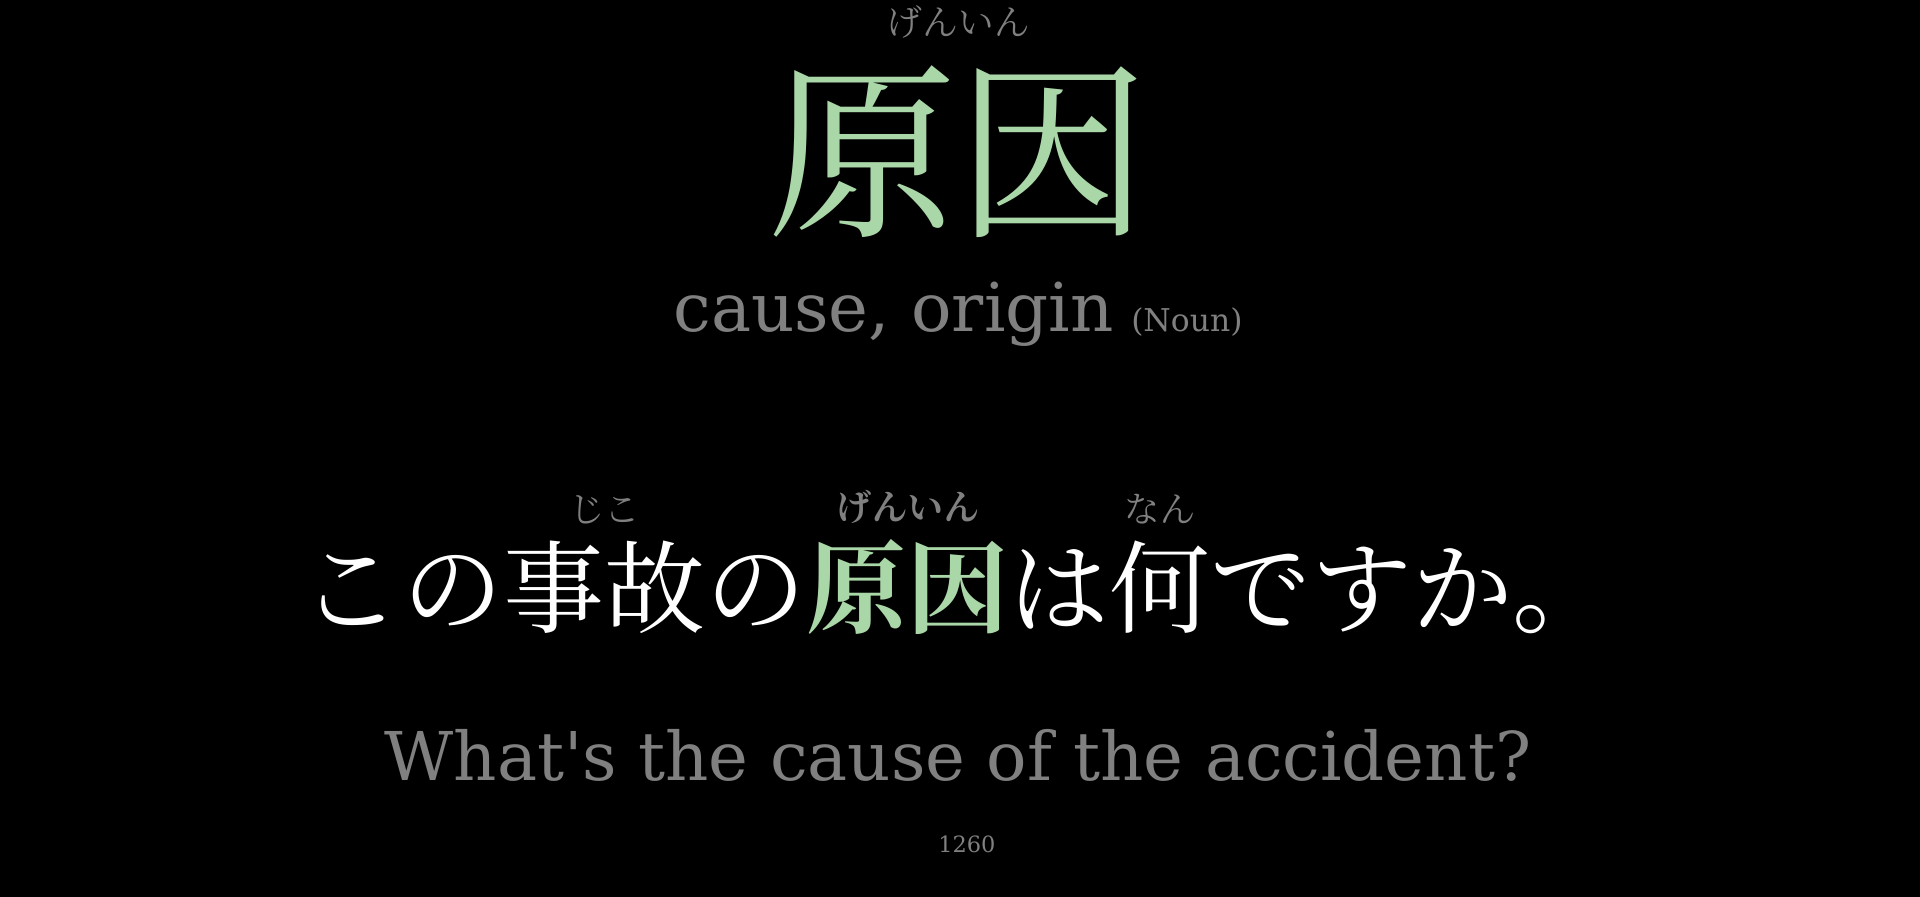 げんいん
原因
cause, origin (Noun)
じこ げんいん なん
この事故の原因は何ですか。
What's the cause of the accident?
1260